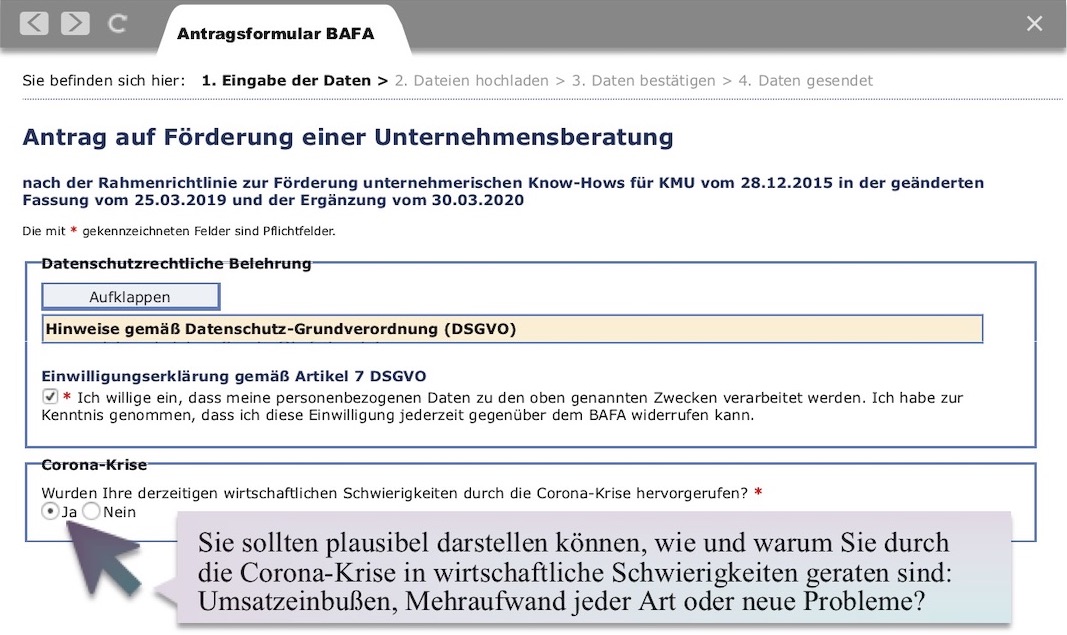 Antragsformular BAFA
Sie befinden sich hier: 1. Eingabe der Daten > 2. Dateien hochladen > 3. Daten bestätigen > 4. Daten gesendet
Antrag auf Förderung einer Unternehmensberatung
nach der Rahmenrichtlinie zur Förderung unternehmerischen Know-Hows für KMU vom 28.12.2015 in der geänderten
Fassung vom 25.03.2019 und der Ergänzung vom 30.03.2020
Die mit * gekennzeichneten Felder sind Pflichtfelder.
Datenschutzrechtliche Belehrung
Aufklappen
Hinweise gemäß Datenschutz-Grundverordnung (DSGVO)
Einwilligungserklärung gemäß Artikel 7 DSGVO
* Ich willige ein, dass meine personenbezogenen Daten zu den oben genannten Zwecken verarbeitet werden. Ich habe zur
Kenntnis genommen, dass ich diese Einwilligung jederzeit gegenüber dem BAFA widerrufen kann.
Corona-Krise
Wurden Ihre derzeitigen wirtschaftlichen Schwierigkeiten durch die Corona-Krise hervorgerufen? *
Ja Nein
Sie sollten plausibel darstellen können, wie und warum Sie durch
die Corona-Krise in wirtschaftliche Schwierigkeiten geraten sind:
Umsatzeinbußen, Mehraufwand jeder Art oder neue Probleme?